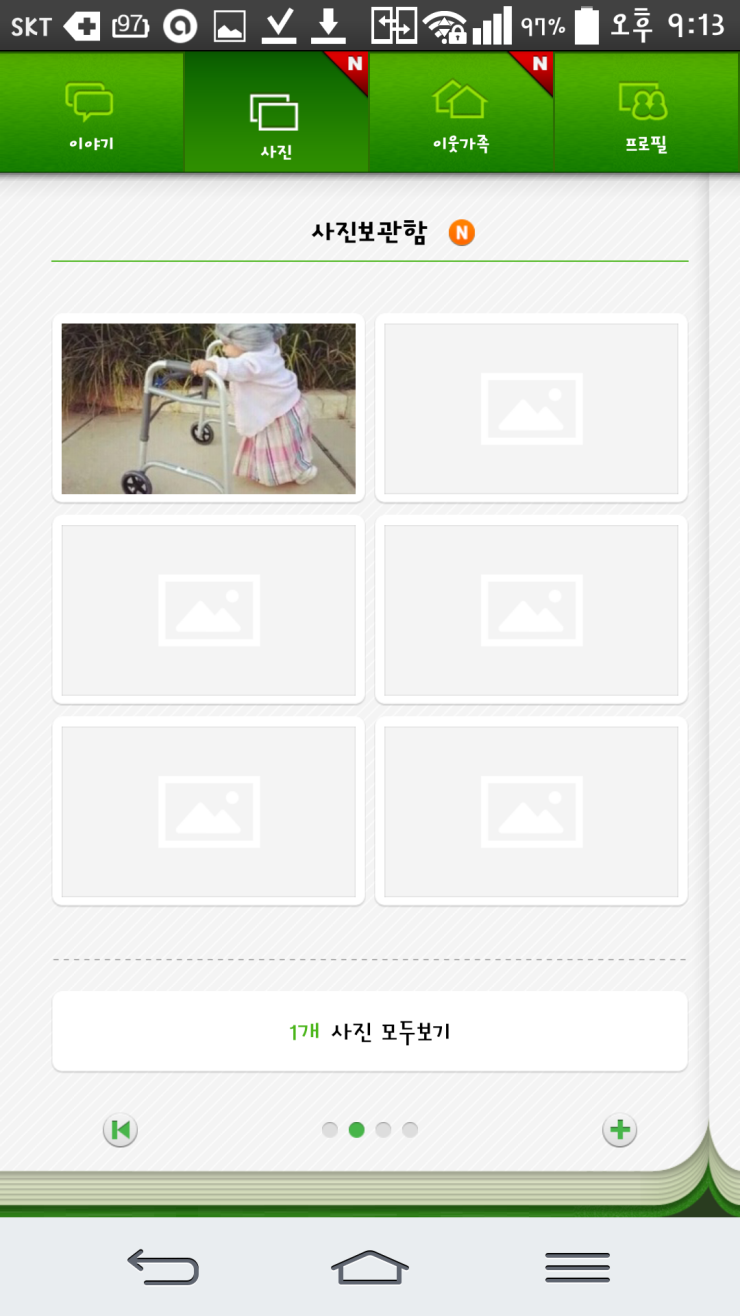 SKT 97 97% 오후 9:13
N N
이야기 사진 이웃가족 프로필
사진보관함 N
1개 사진 모두보기